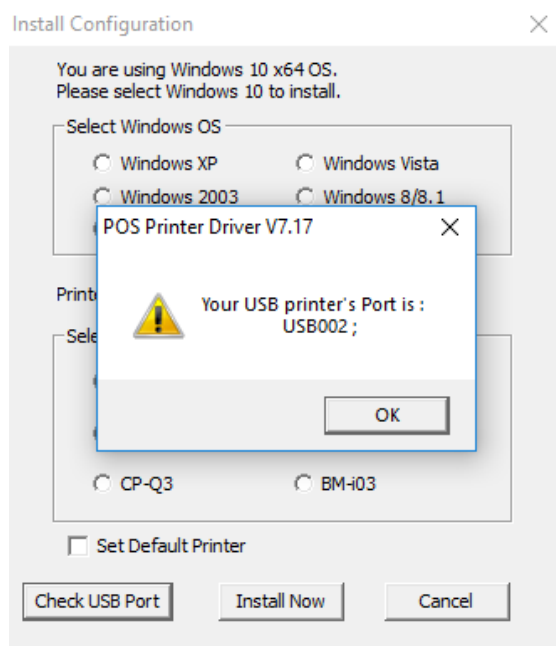 Install Configuration
You are using Windows 10 x64 OS.
Please select Windows 10 to install.
Select Windows OS
Windows XP
Windows Vista
Windows 2003
Windows 8/8.1
POS Printer Driver V7.17
Your USB printer's Port is :
USB002 ;
OK
CP-Q3
BM-i03
Set Default Printer
Check USB Port
Install Now
Cancel